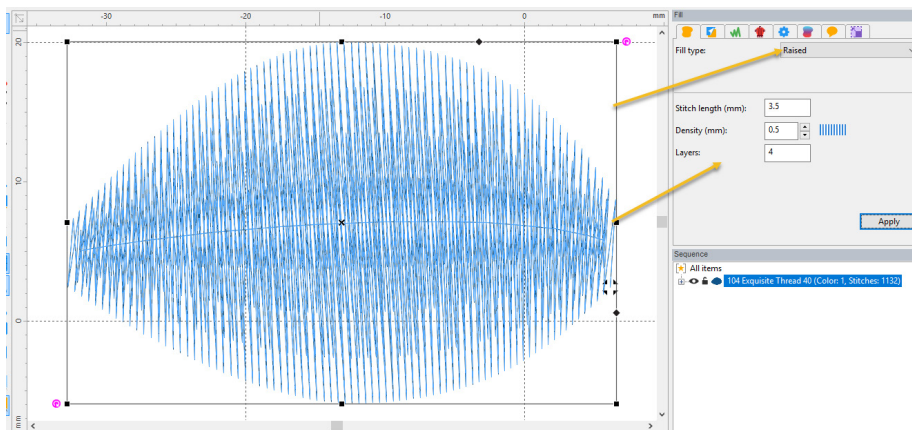 -30 -20 -10 0 mm
20
10
0
mm
Fill
Fill type: Raised
Stitch length (mm): 3.5
Density (mm): 0.5
Layers: 4
Apply
Sequence
All items
104 Exquisite Thread 40 (Color: 1, Stitches: 1132)